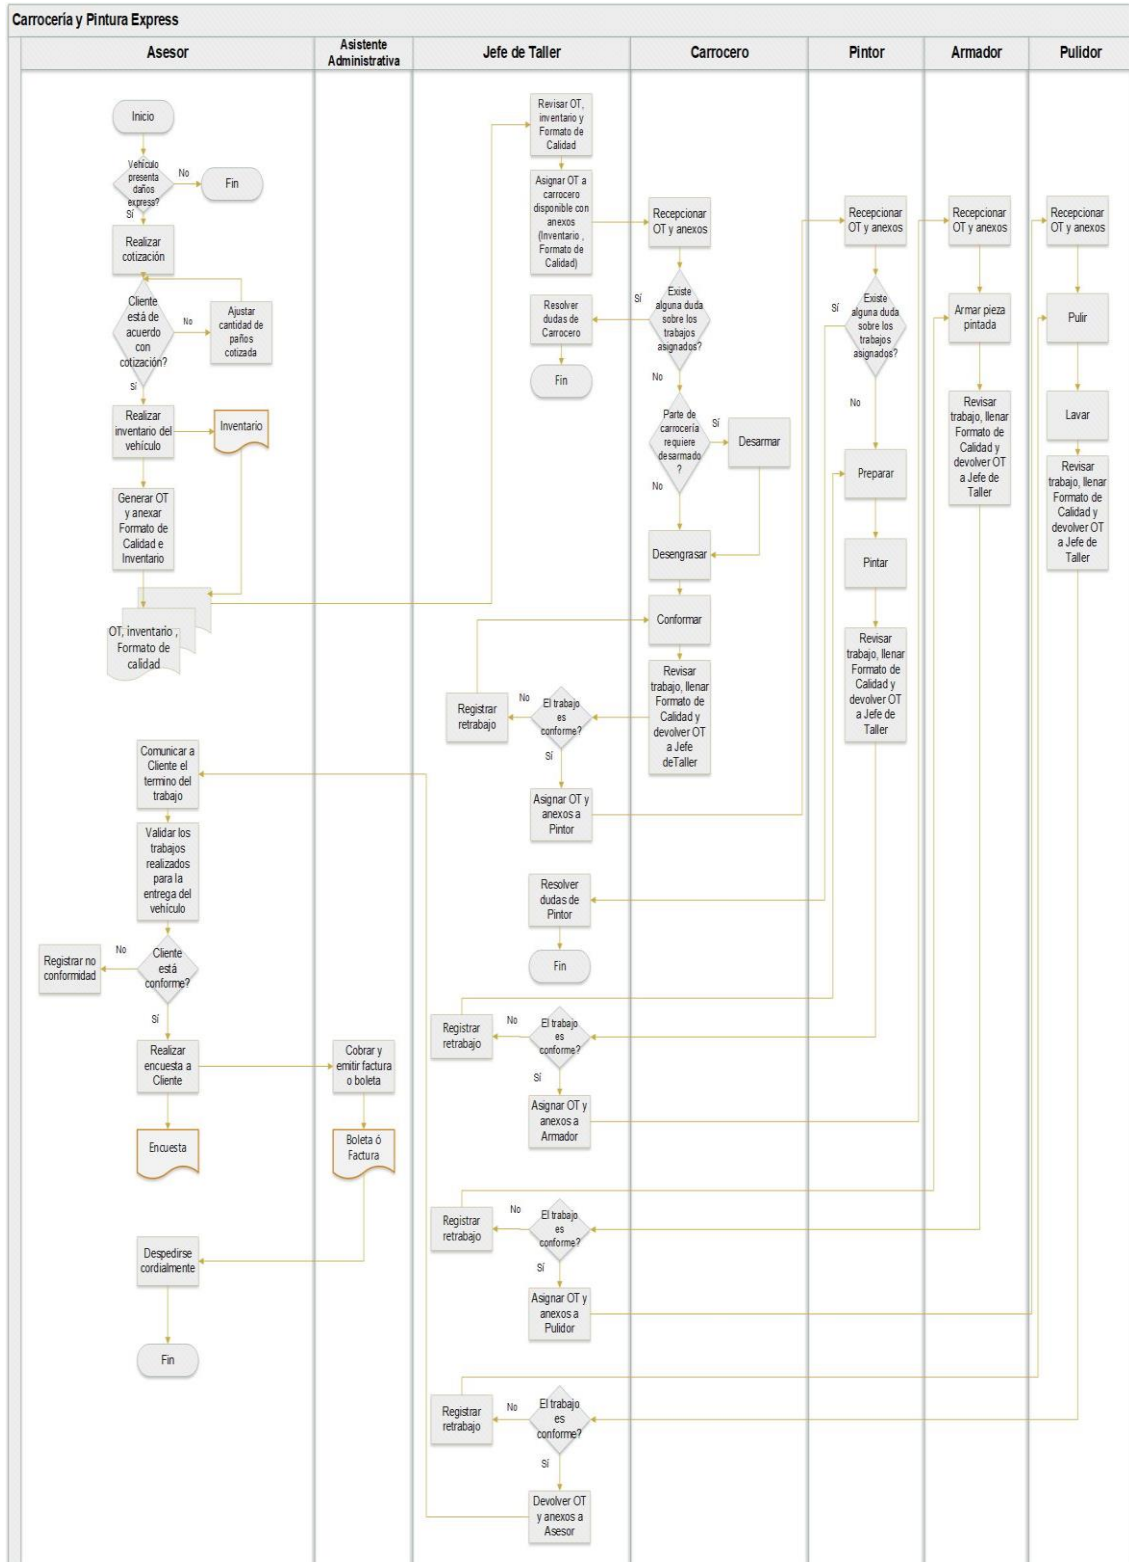 Carrocería y Pintura Express
Asesor
Asistente
Administrativa
Jefe de Taller
Carrocero
Pintor
Armador
Pulidor
Inicio
Vehículo
presenta
daños
express?
No
Fin
Sí
Realizar
cotización
Cliente
está de
acuerdo
con
cotización?
No
Ajustar
cantidad de
paños
cotizada
Sí
Realizar
inventario del
vehículo
Inventario
Generar OT
y anexar
Formato de
Calidad e
Inventario
OT, inventario ,
Formato de
calidad
Comunicar a
Cliente el
termino del
trabajo
Validar los
trabajos
realizados
para la
entrega del
vehículo
Cliente
está
conforme?
No
Registrar no
conformidad
Sí
Realizar
encuesta a
Cliente
Encuesta
Despedirse
cordialmente
Fin
Cobrar y
emitir factura
o boleta
Boleta ó
Factura
Revisar OT,
inventario y
Formato de
Calidad
Asignar OT a
carrocero
disponible con
anexos
(Inventario ,
Formato de
Calidad)
Resolver
dudas de
Carrocero
Fin
Registrar
retrabajo
No
El trabajo
es
conforme?
Sí
Asignar OT y
anexos a
Pintor
Resolver
dudas de
Pintor
Fin
Registrar
retrabajo
No
El trabajo
es
conforme?
Sí
Asignar OT y
anexos a
Armador
Registrar
retrabajo
No
El trabajo
es
conforme?
Sí
Asignar OT y
anexos a
Pulidor
Registrar
retrabajo
No
El trabajo
es
conforme?
Sí
Devolver OT
y anexos a
Asesor
Recepcionar
OT y anexos
Sí
Existe
alguna duda
sobre los
trabajos
asignados?
No
Parte de
carrocería
requiere
desarmado
?
Sí
Desarmar
No
Desengrasar
Conformar
Revisar
trabajo, llenar
Formato de
Calidad y
devolver OT
a Jefe
deTaller
Recepcionar
OT y anexos
Sí
Existe
alguna duda
sobre los
trabajos
asignados?
No
Preparar
Pintar
Revisar
trabajo, llenar
Formato de
Calidad y
devolver OT
a Jefe de
Taller
Recepcionar
OT y anexos
Armar pieza
pintada
Revisar
trabajo, llenar
Formato de
Calidad y
devolver OT
a Jefe de
Taller
Recepcionar
OT y anexos
Pulir
Lavar
Revisar
trabajo, llenar
Formato de
Calidad y
devolver OT
a Jefe de
Taller